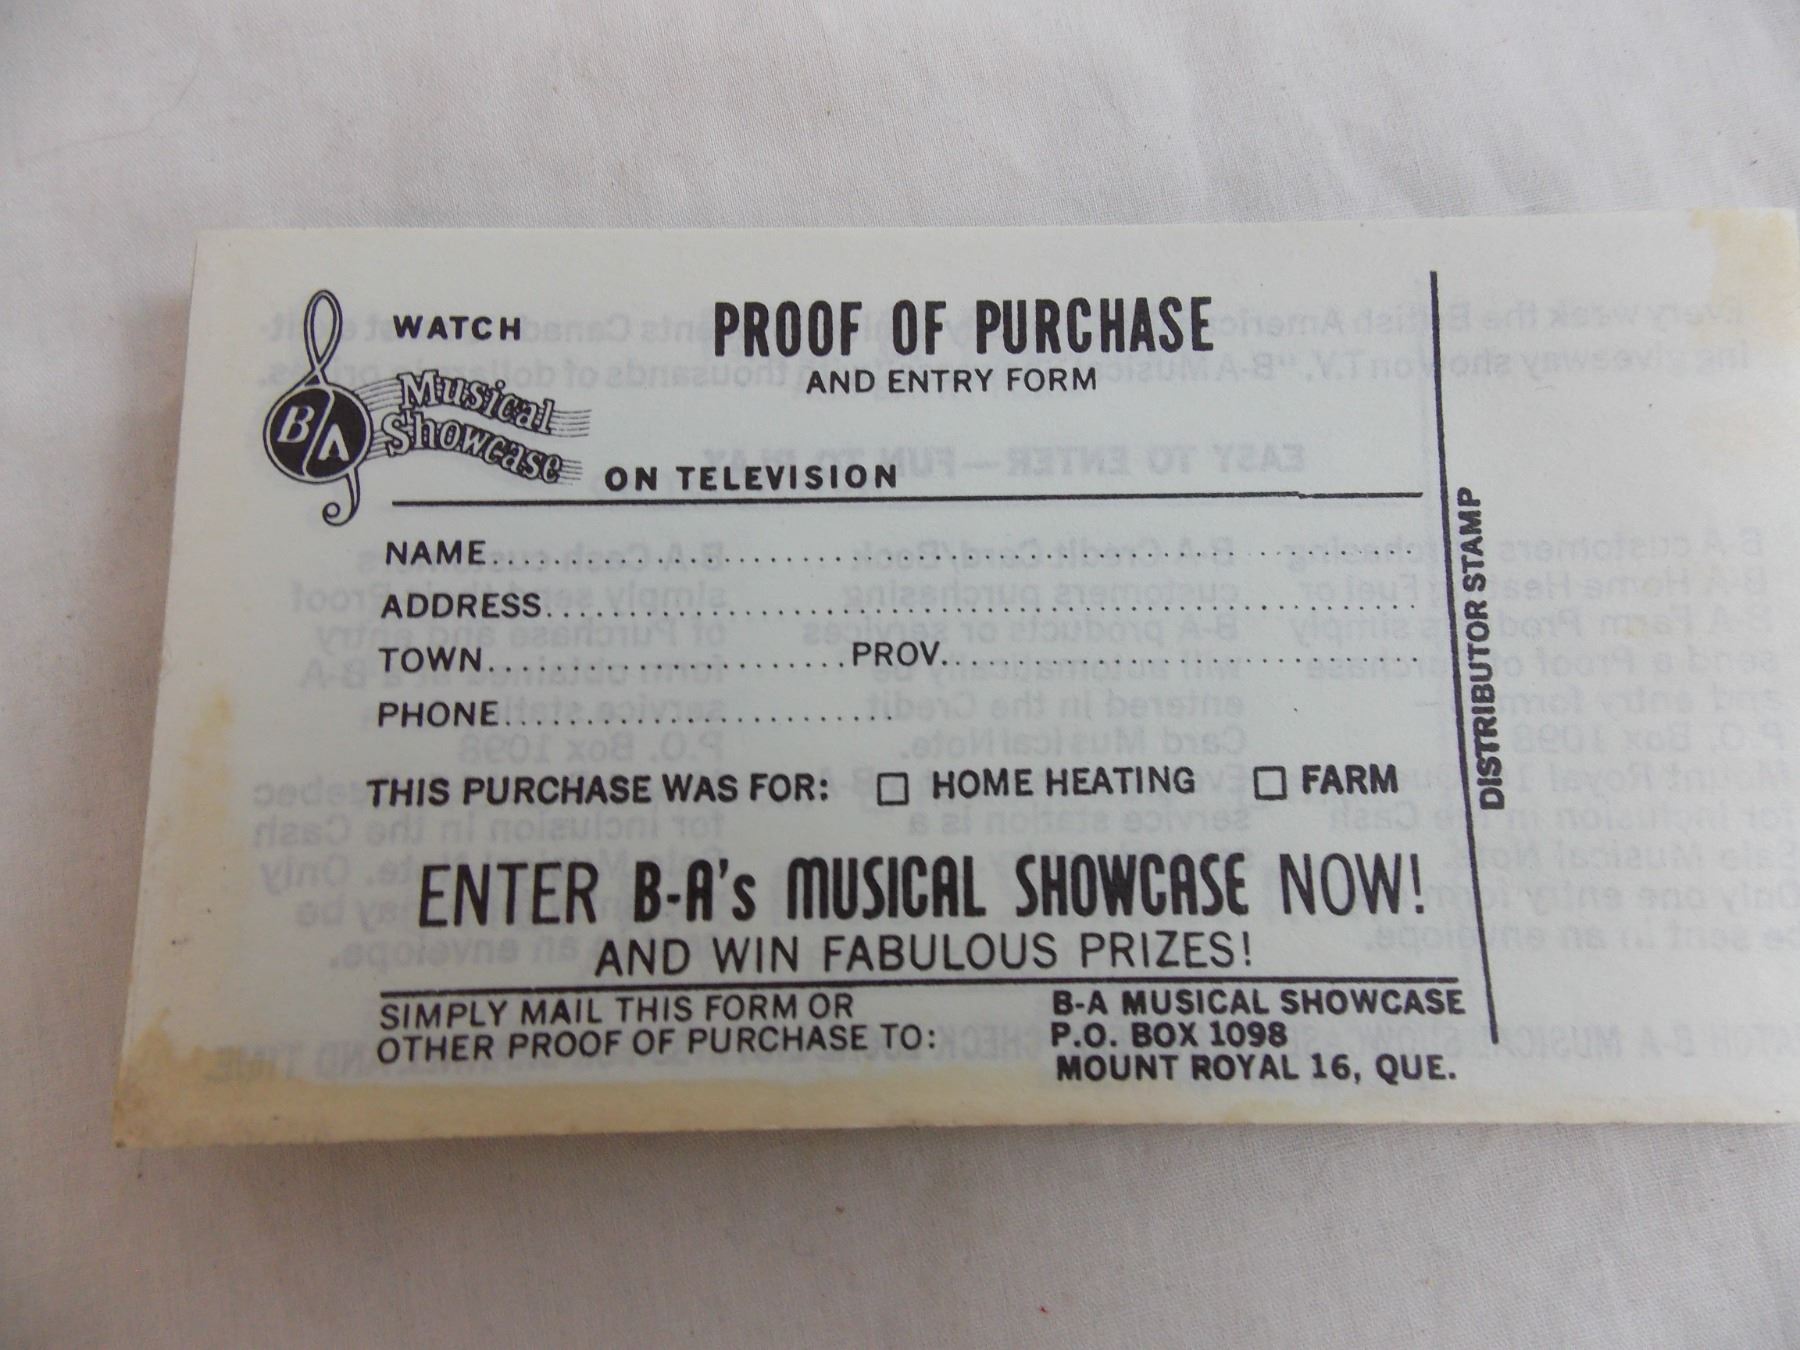 WATCH
PROOF OF PURCHASE
AND ENTRY FORM
B/A
Musical
Showcase
ON TELEVISION
NAME
ADDRESS
TOWN PROV.
PHONE
THIS PURCHASE WAS FOR: □ HOME HEATING □ FARM
ENTER B-A's MUSICAL SHOWCASE NOW!
AND WIN FABULOUS PRIZES!
SIMPLY MAIL THIS FORM OR
OTHER PROOF OF PURCHASE TO:
B-A MUSICAL SHOWCASE
P.O. BOX 1098
MOUNT ROYAL 16, QUE.
DISTRIBUTOR STAMP